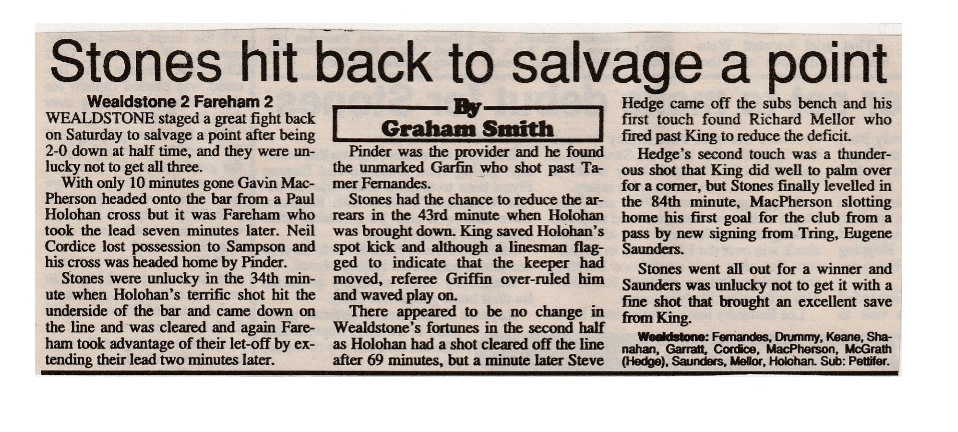 Stones hit back to salvage a point
Wealdstone 2 Fareham 2
WEALDSTONE staged a great fight back
on Saturday to salvage a point after being
2-0 down at half time, and they were un-
lucky not to get all three.
With only 10 minutes gone Gavin Mac-
Pherson headed onto the bar from a Paul
Holohan cross but it was Fareham who
took the lead seven minutes later. Neil
Cordice lost possession to Sampson and
his cross was headed home by Pinder.
Stones were unlucky in the 34th min-
ute when Holohan's terrific shot hit the
underside of the bar and came down on
the line and was cleared and again Fare-
ham took advantage of their let-off by ex-
tending their lead two minutes later.
By
Graham Smith
Pinder was the provider and he found
the unmarked Garfin who shot past Ta-
mer Fernandes.
Stones had the chance to reduce the ar-
rears in the 43rd minute when Holohan
was brought down. King saved Holohan's
spot kick and although a linesman flag-
ged to indicate that the keeper had
moved, referee Griffin over-ruled him
and waved play on.
There appeared to be no change in
Wealdstone's fortunes in the second half
as Holohan had a shot cleared off the line
after 69 minutes, but a minute later Steve
Hedge came off the subs bench and his
first touch found Richard Mellor who
fired past King to reduce the deficit.
Hedge's second touch was a thunder-
ous shot that King did well to palm over
for a corner, but Stones finally levelled in
the 84th minute, MacPherson slotting
home his first goal for the club from a
pass by new signing from Tring, Eugene
Saunders.
Stones went all out for a winner and
Saunders was unlucky not to get it with a
fine shot that brought an excellent save
from King.
Wealdstone: Fernandes, Drummy, Keane, Sha-
nahan, Garratt, Cordice, MacPherson, McGrath
(Hedge), Saunders, Mellor, Holohan. Sub: Pettifer.